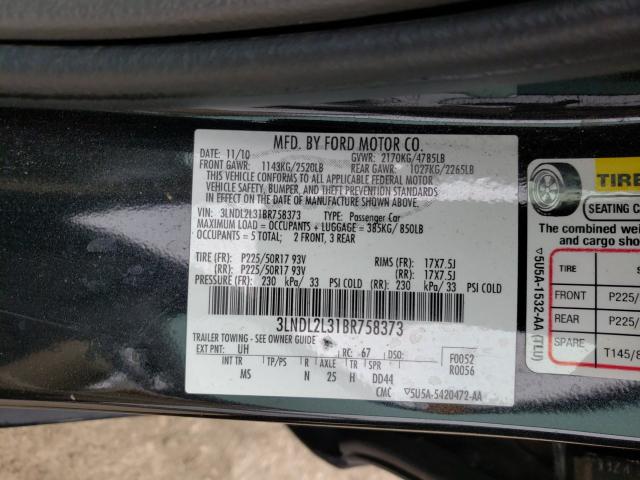 MFD. BY FORD MOTOR CO.
DATE: 11/10 GVWR: 2170KG/4785LB
FRONT GAWR: 1143KG/2520LB REAR GAWR: 1027KG/2265LB
THIS VEHICLE CONFORMS TO ALL APPLICABLE FEDERAL MOTOR
VEHICLE SAFETY, BUMPER, AND THEFT PREVENTION STANDARDS
IN EFFECT ON THE DATE OF MANUFACTURE SHOWN ABOVE.
VIN: 3LNDL2L31BR758373 TYPE: Passenger Car
MAXIMUM LOAD = OCCUPANTS + LUGGAGE = 385KG/ 850LB
OCCUPANTS = 5 TOTAL: 2 FRONT, 3 REAR
TIRE (FR): P225/50R17 93V RIMS (FR): 17X7.5J
(RR): P225/50R17 93V (RR): 17X7.5J
PRESSURE (FR): 230 kPa/ 33 PSI COLD (RR): 230 kPa/ 33 PSI COLD
3LNDL2L31BR758373
TRAILER TOWING - SEE OWNER GUIDE
EXT PNT: UH RC: 67 DSO: F0052
INT TR TP/PS R AXLE TR SPR R0056
MS N 25 H DD44
CMC ▽5U5A-5420472-AA
▽5U5A-1532-AA (TLU)
TIRE
SEATING
The combined
and cargo
TIRE
FRONT P225/
REAR P225/
SPARE T145/8